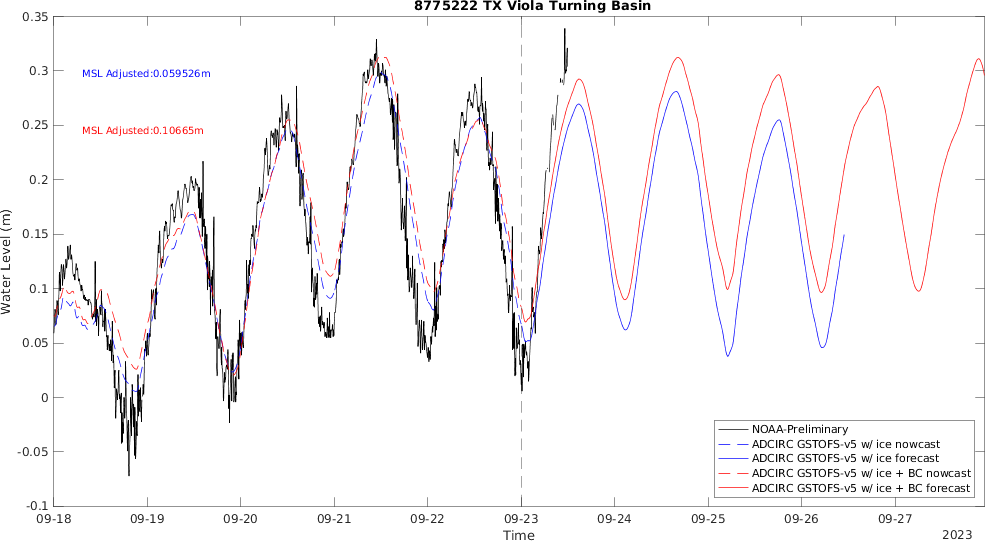 8775222 TX Viola Turning Basin
0.35
0.3
0.25
0.2
0.15
0.1
0.05
0
-0.05
-0.1
Water Level (m)
MSL Adjusted:0.059526m
MSL Adjusted:0.10665m
NOAA-Preliminary
ADCIRC GSTOFS-v5 w/ ice nowcast
ADCIRC GSTOFS-v5 w/ ice forecast
ADCIRC GSTOFS-v5 w/ ice + BC nowcast
ADCIRC GSTOFS-v5 w/ ice + BC forecast
09-18 09-19 09-20 09-21 09-22 09-23 09-24 09-25 09-26 09-27
Time
2023